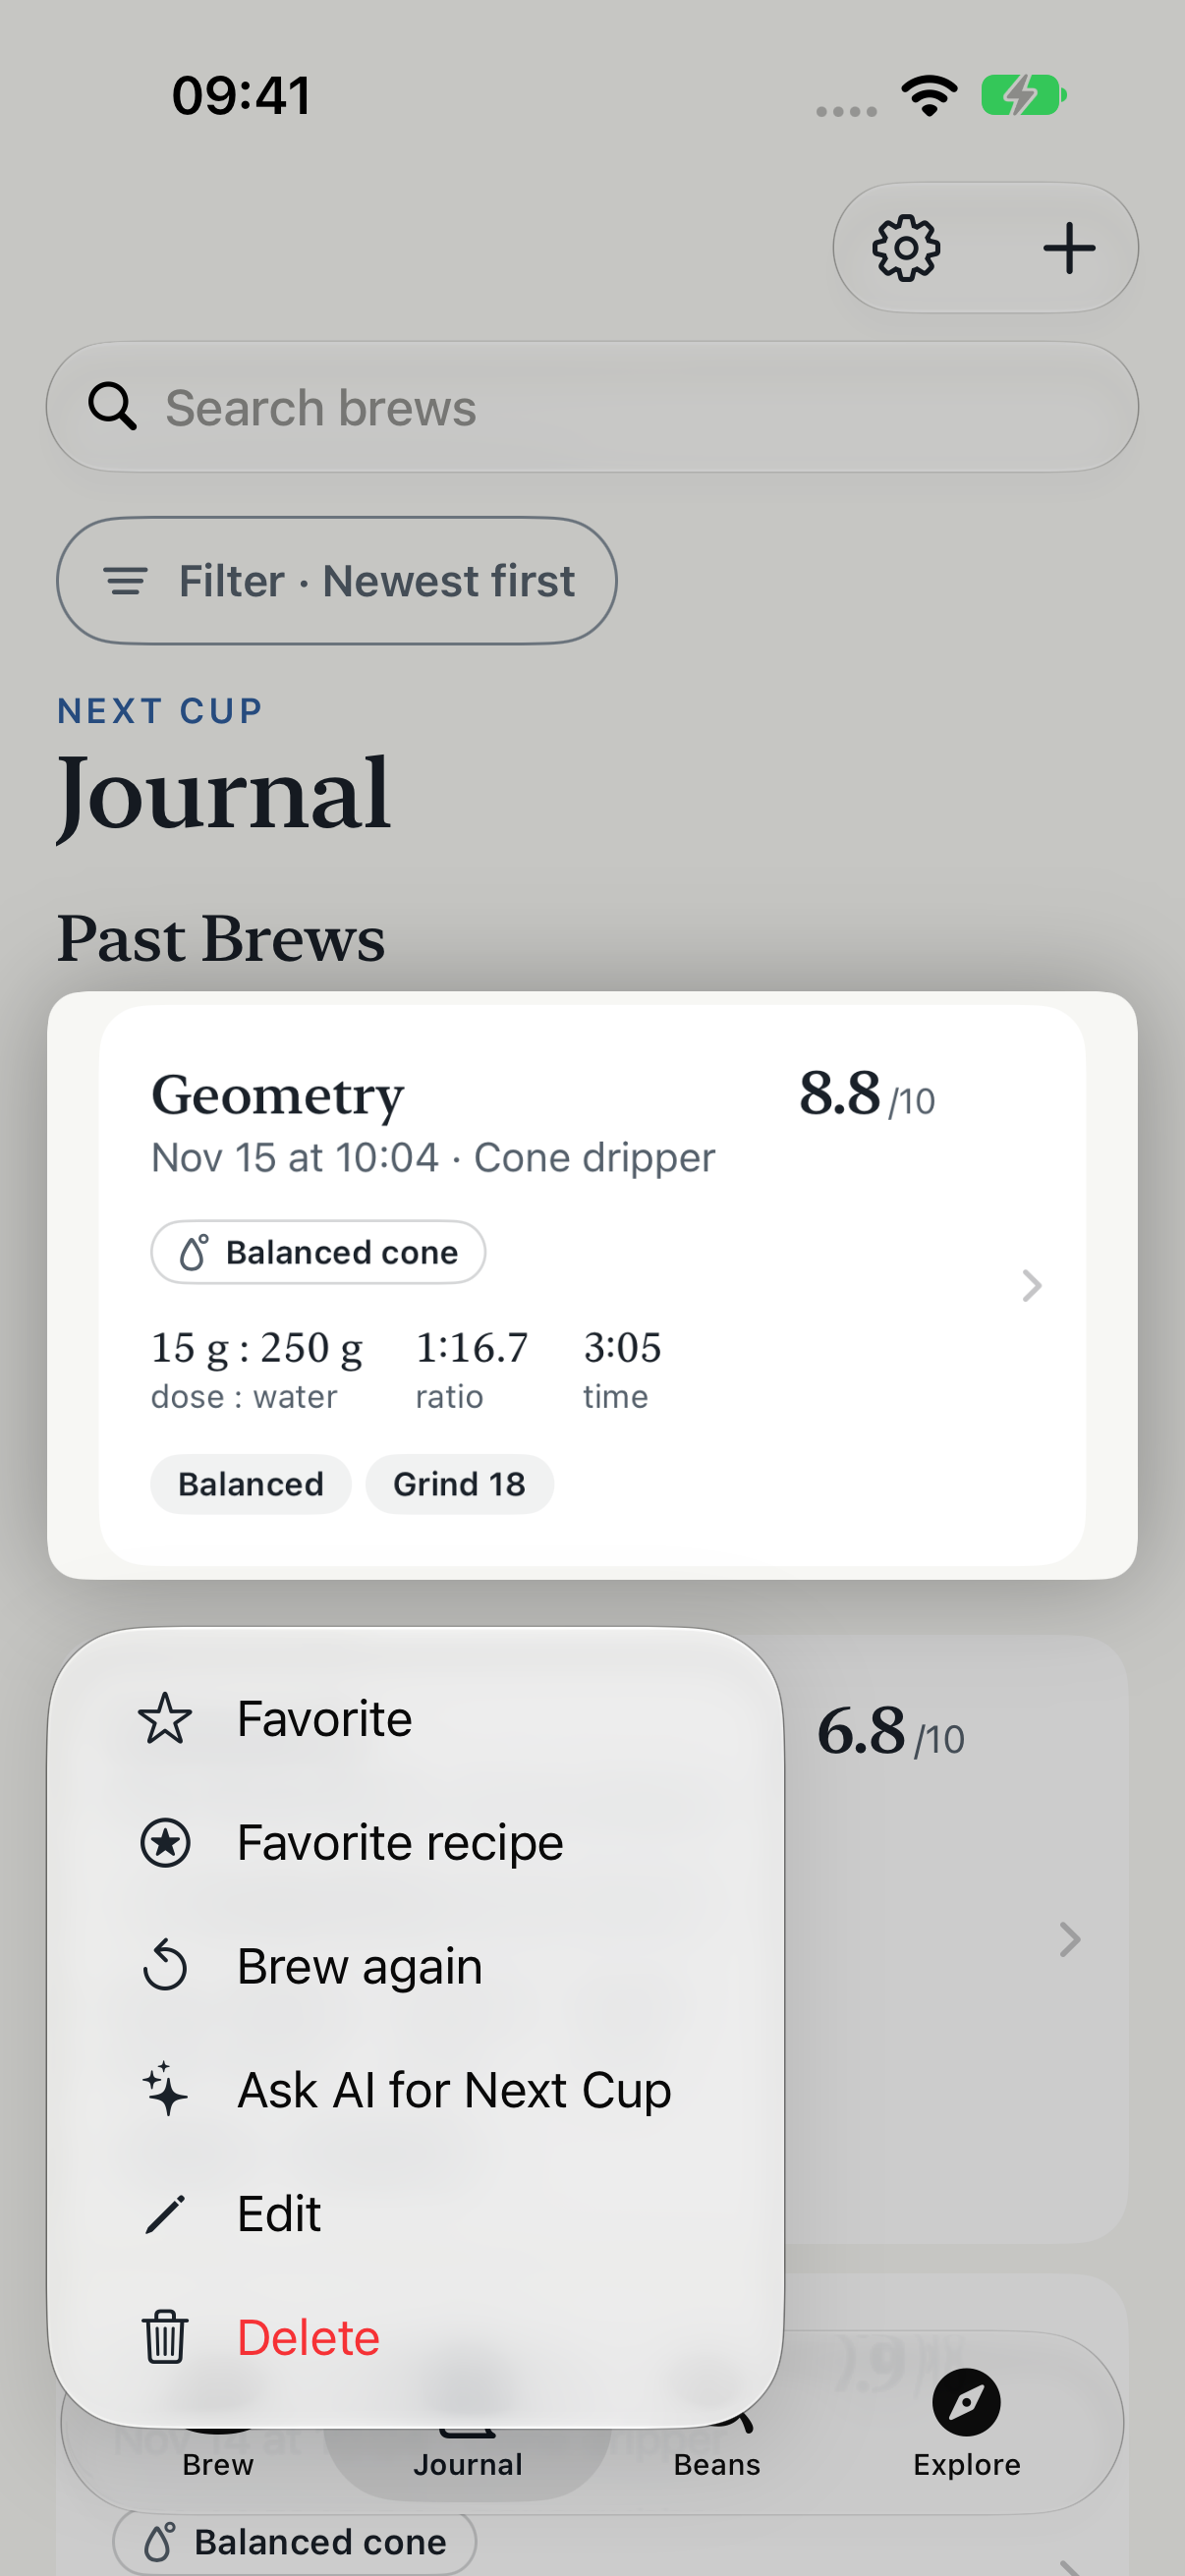 09:41
Search brews
Filter · Newest first
NEXT CUP
Journal
Past Brews
Geometry
8.8/10
Nov 15 at 10:04 · Cone dripper
Balanced cone
15 g : 250 g 1:16.7 3:05
dose : water ratio time
Balanced Grind 18
6.8/10
Favorite
Favorite recipe
Brew again
Ask AI for Next Cup
Edit
Delete
Nov 14 at
Brew Journal Beans Explore
Balanced cone